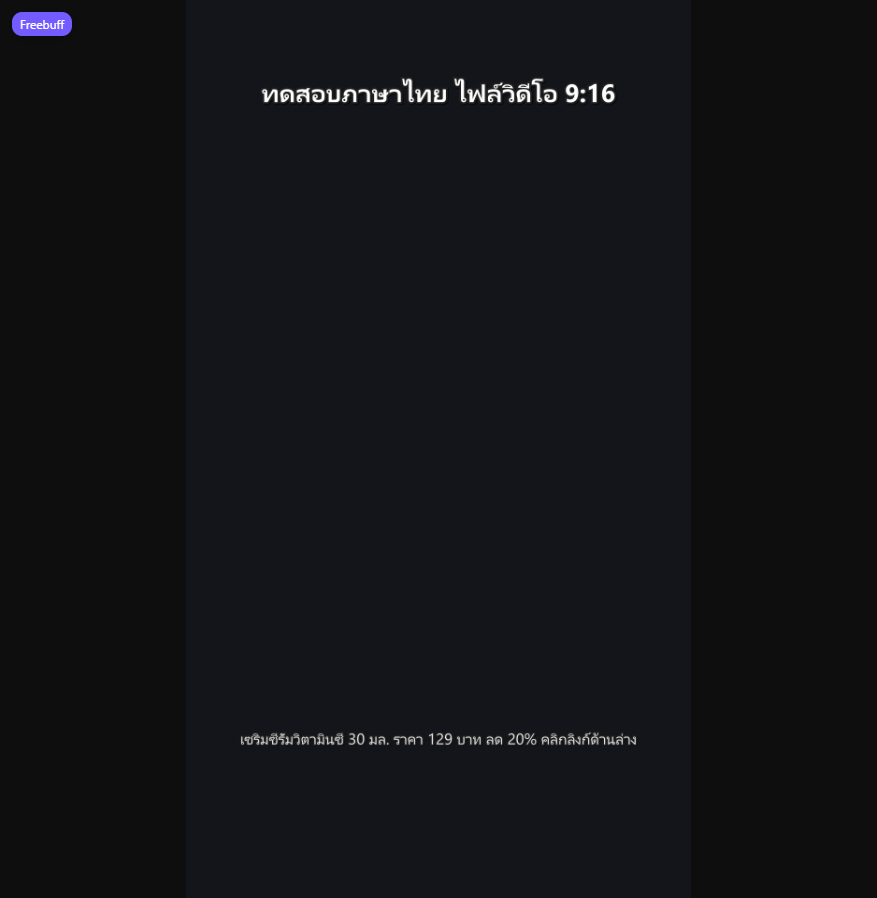 Freebuff
ทดสอบภาษาไทย ไฟล์วิดีโอ 9:16
เซริมซีรัมวิตามินซี 30 มล. ราคา 129 บาท ลด 20% คลิกลิงก์ด้านล่าง